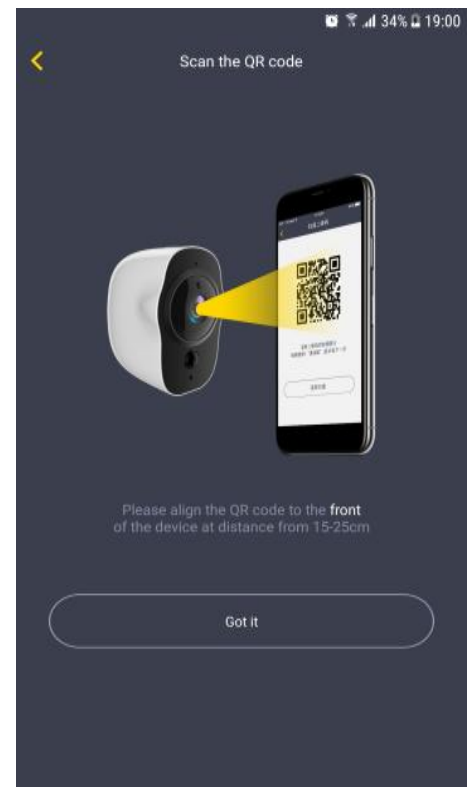 34% 19:00
Scan the QR code
Please align the QR code to the front
of the device at distance from 15-25cm
Got it